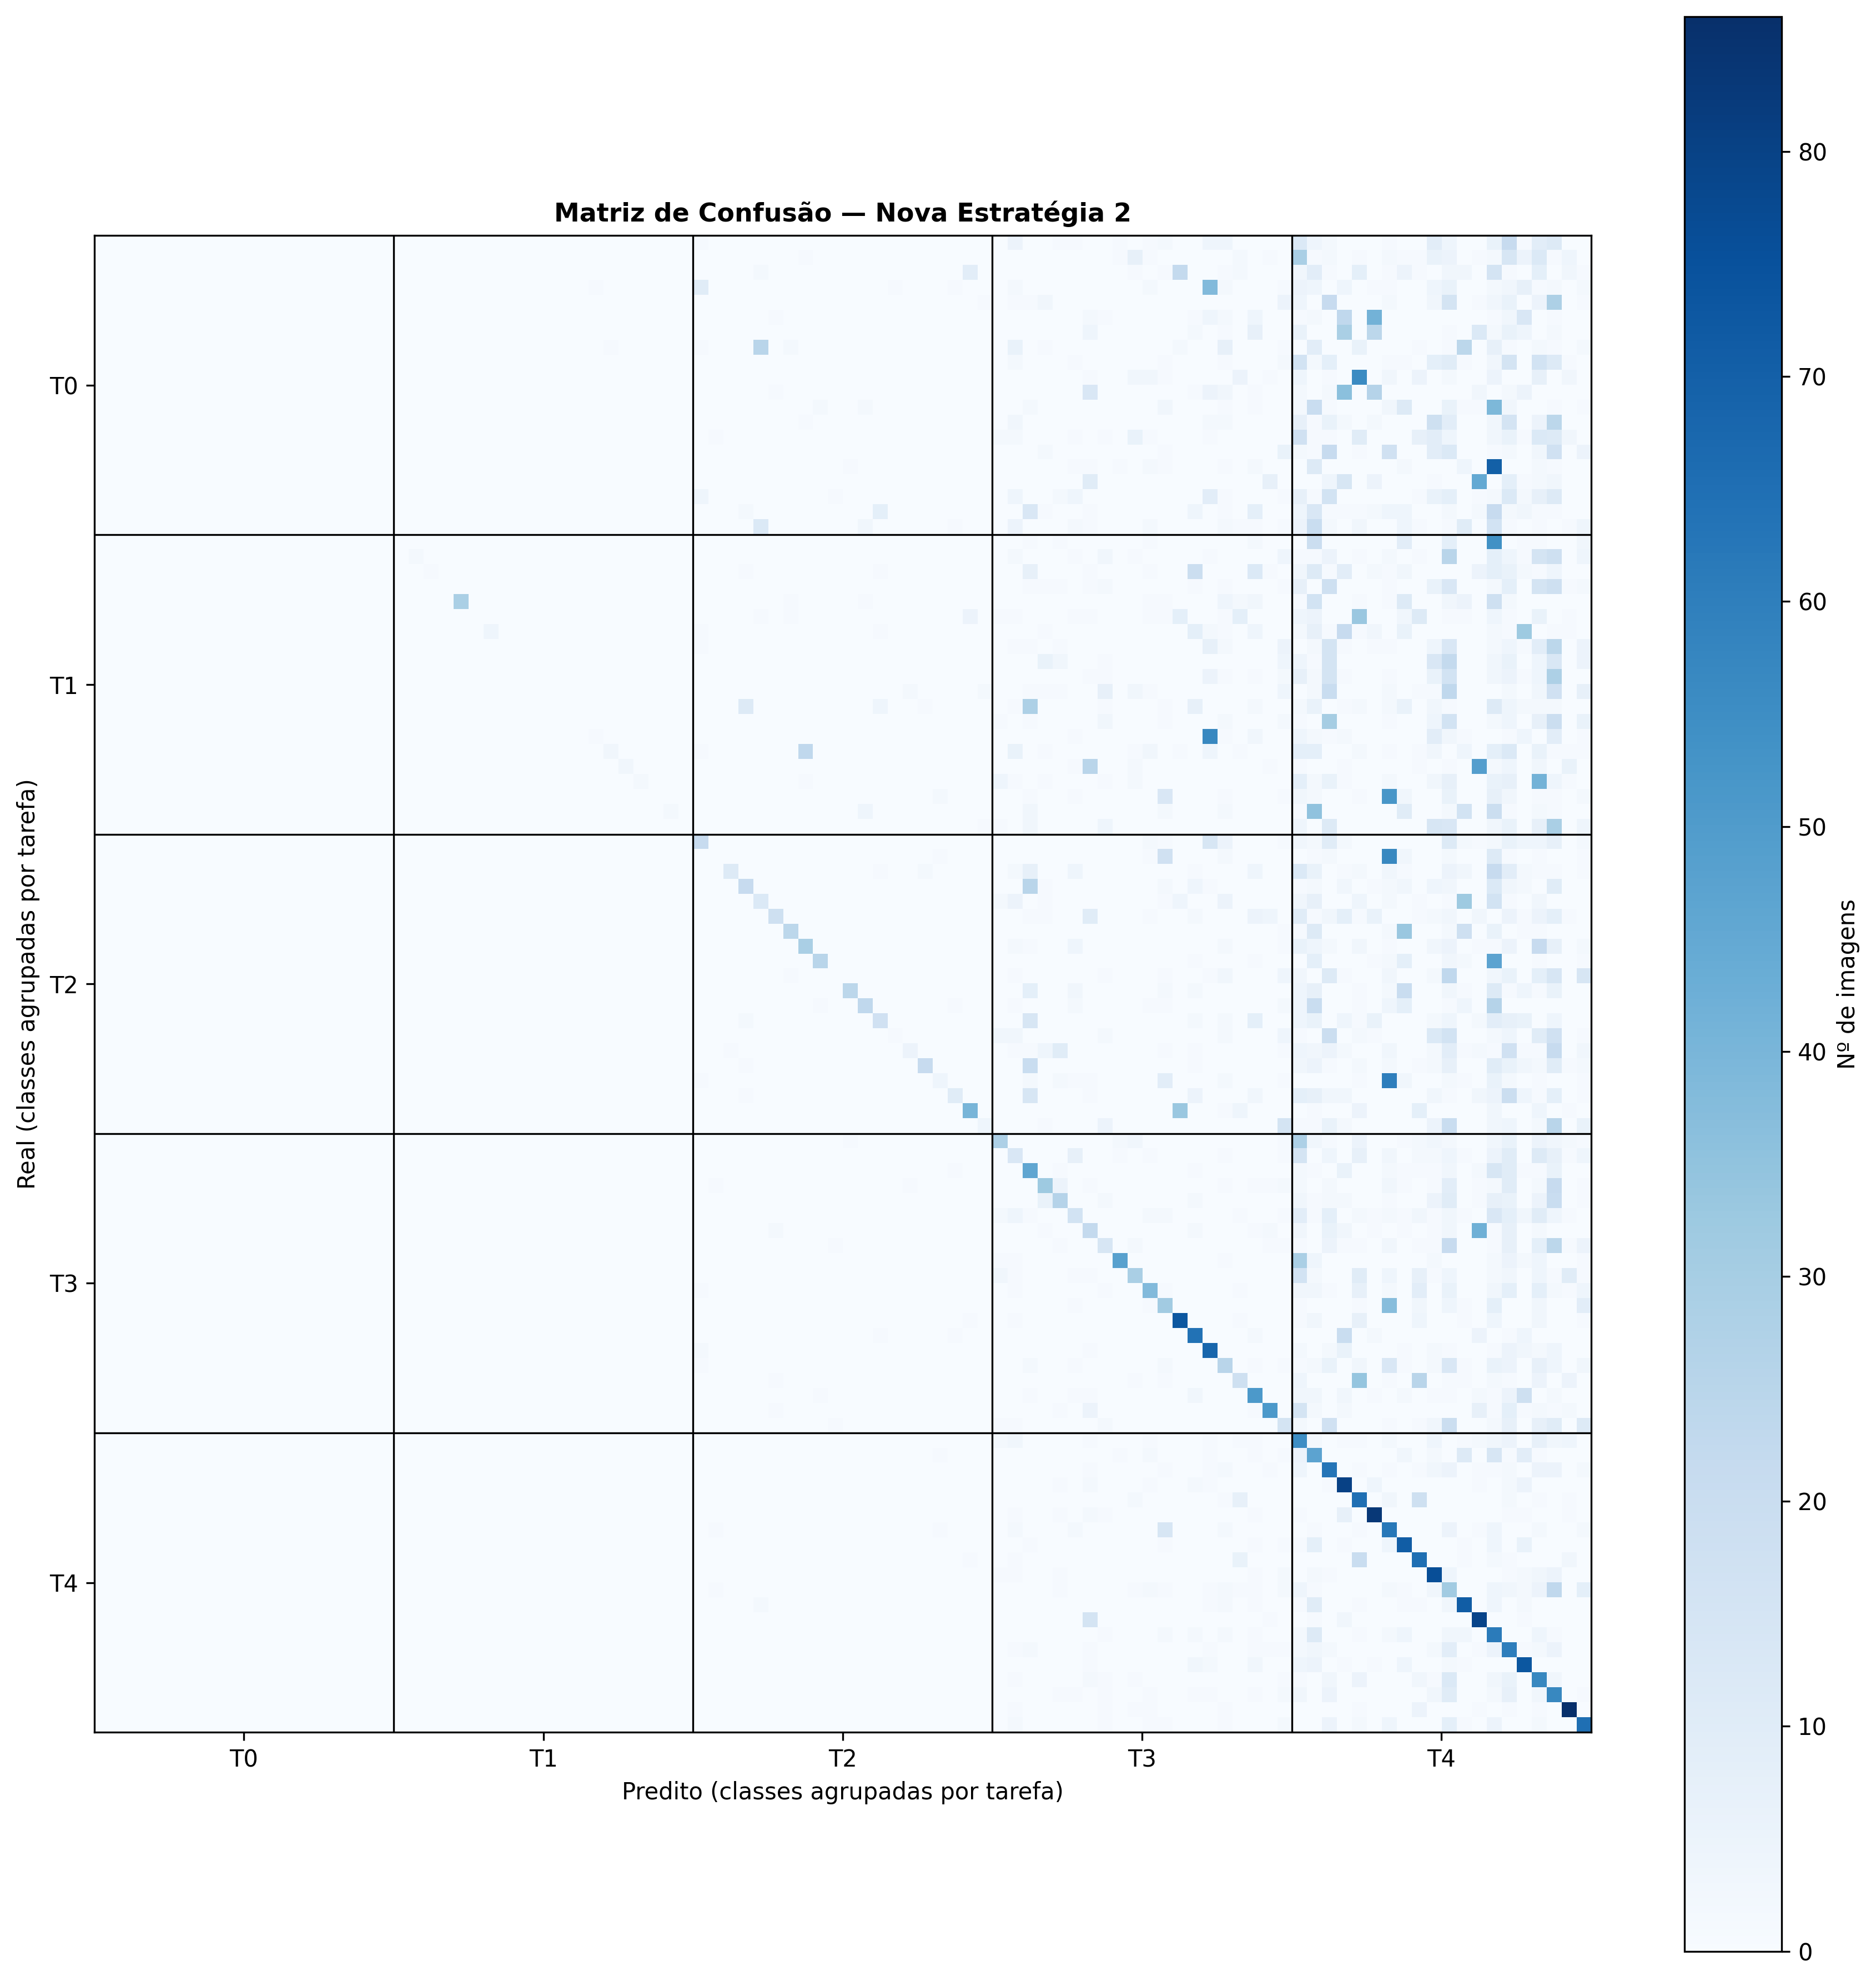 Matriz de Confusão — Nova Estratégia 2
Real (classes agrupadas por tarefa)
T0
T1
T2
T3
T4
T0 T1 T2 T3 T4
Predito (classes agrupadas por tarefa)
80
70
60
50
40
30
20
10
0
Nº de imagens